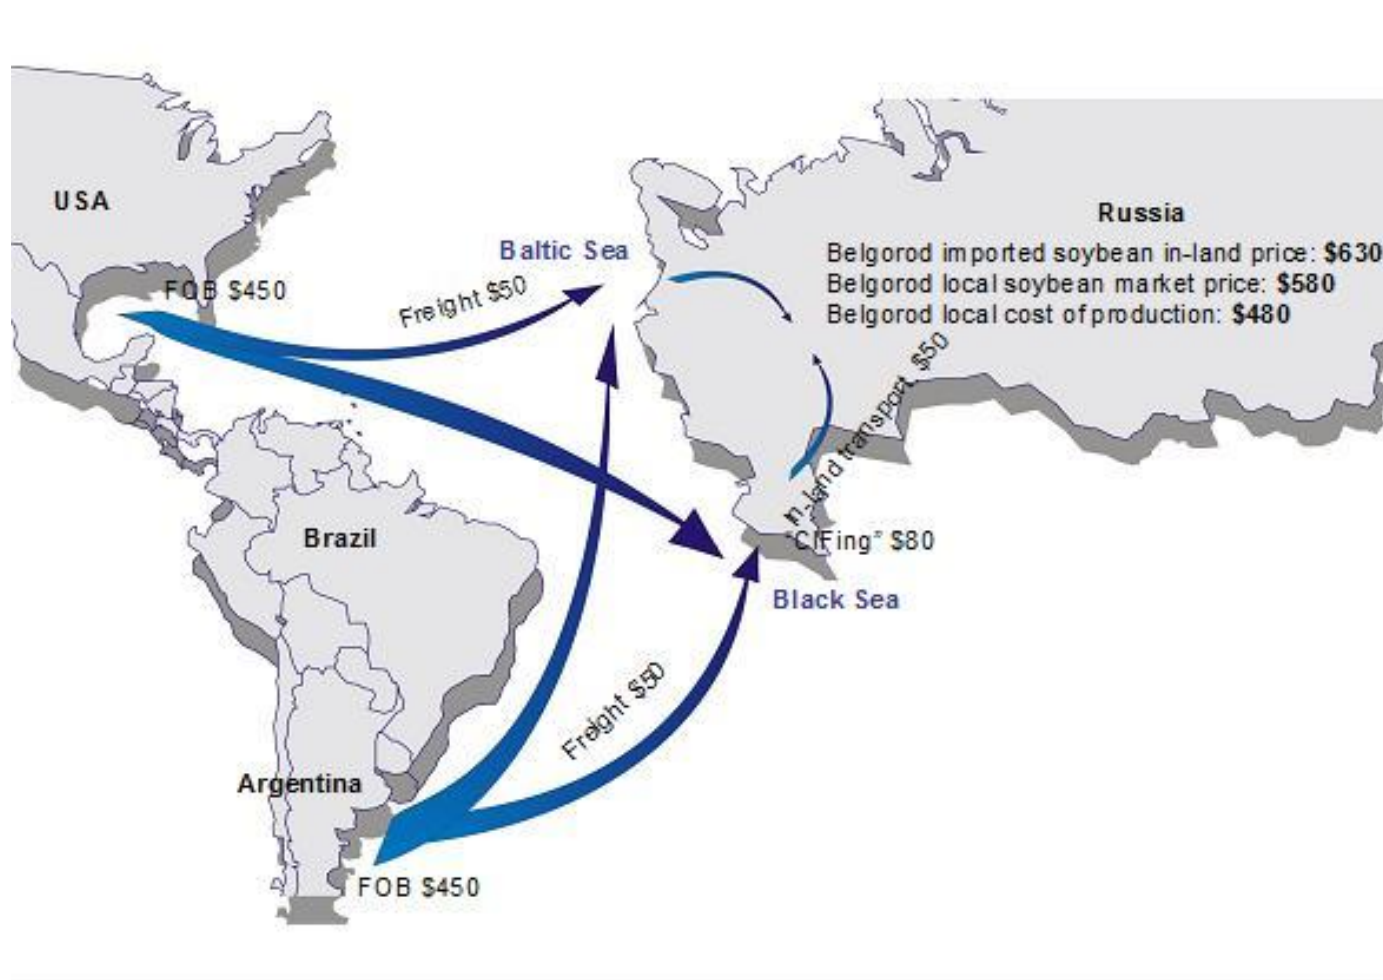 USA
Russia
Baltic Sea
Belgorod imported soybean in-land price: $630
Belgorod local soybean market price: $580
Belgorod local cost of production: $480
FOB $450
Freight $50
In-land transport $50
Brazil
"CIFing" $80
Black Sea
Freight $50
Argentina
FOB $450